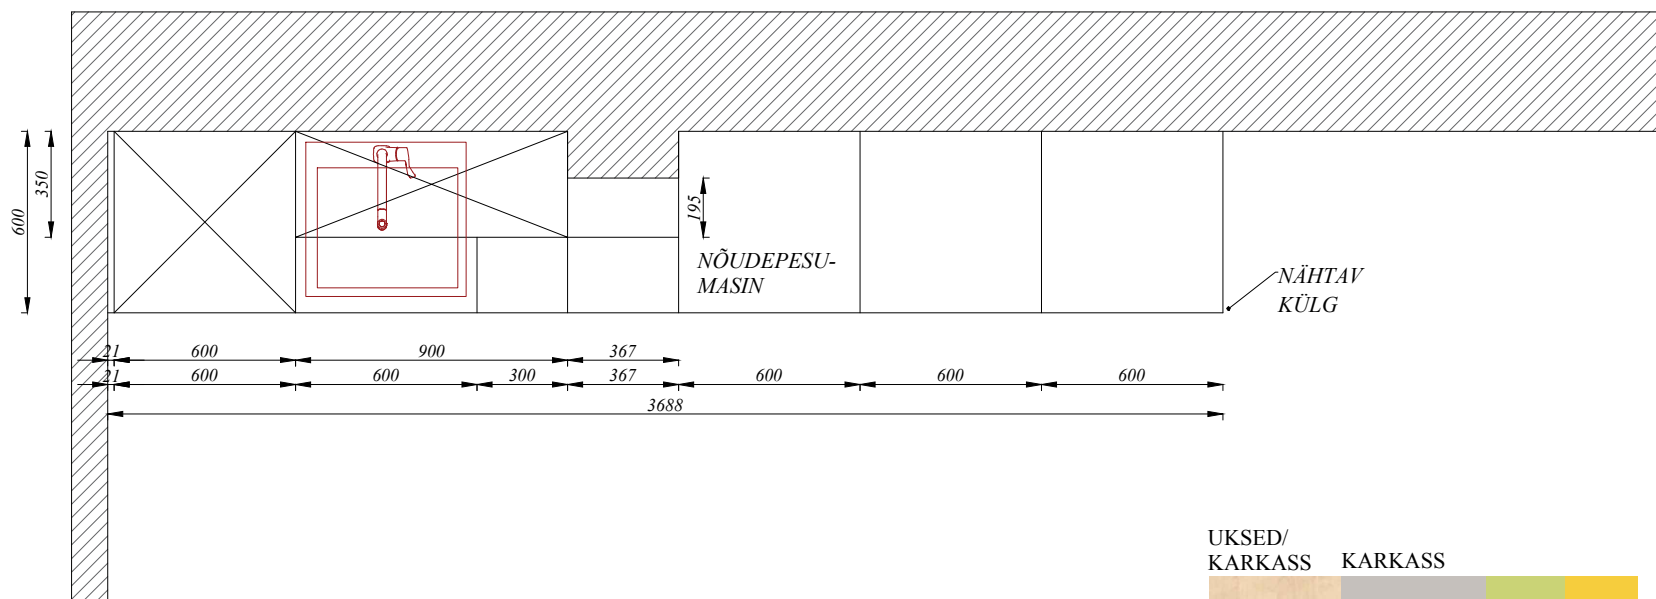 600
350
195
NÕUDEPESU-
MASIN
NÄHTAV
KÜLG
21 600 900 367
21 600 600 300 367 600 600 600
3688
UKSED/
KARKASS KARKASS